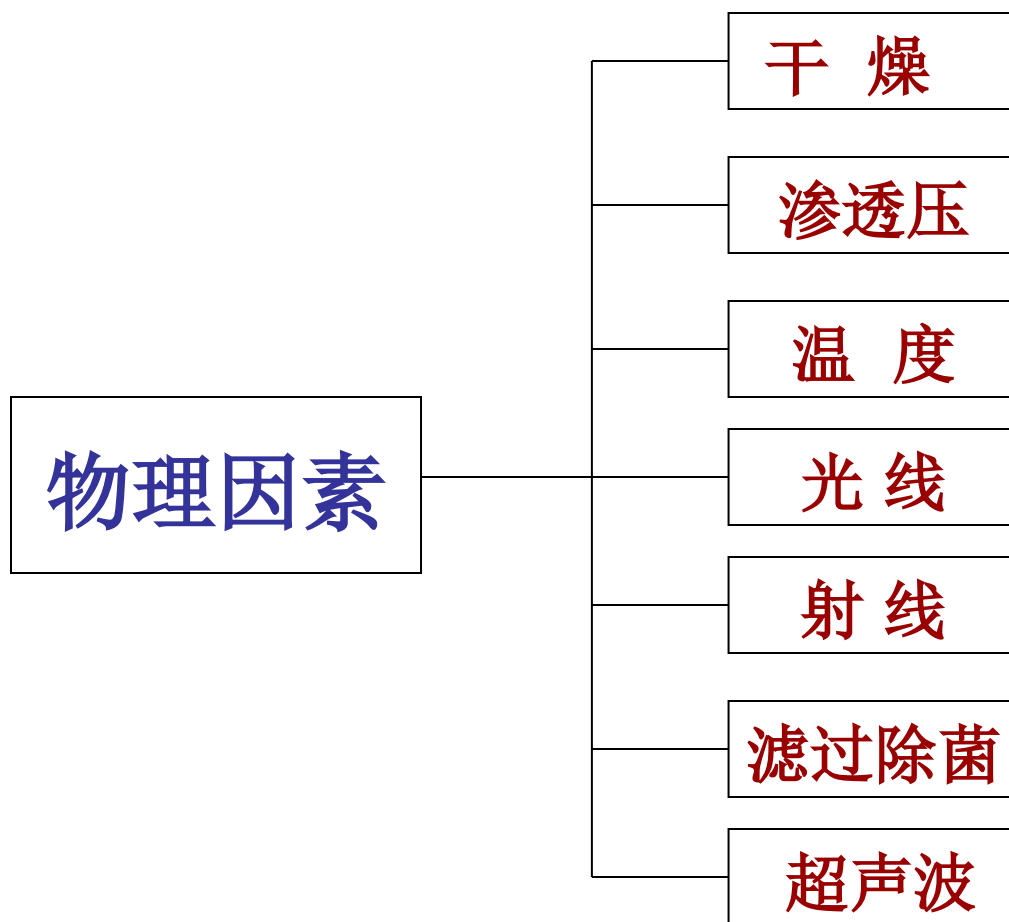 干 燥
渗透压
温 度
光 线
物理因素
射 线
滤过除菌
超声波